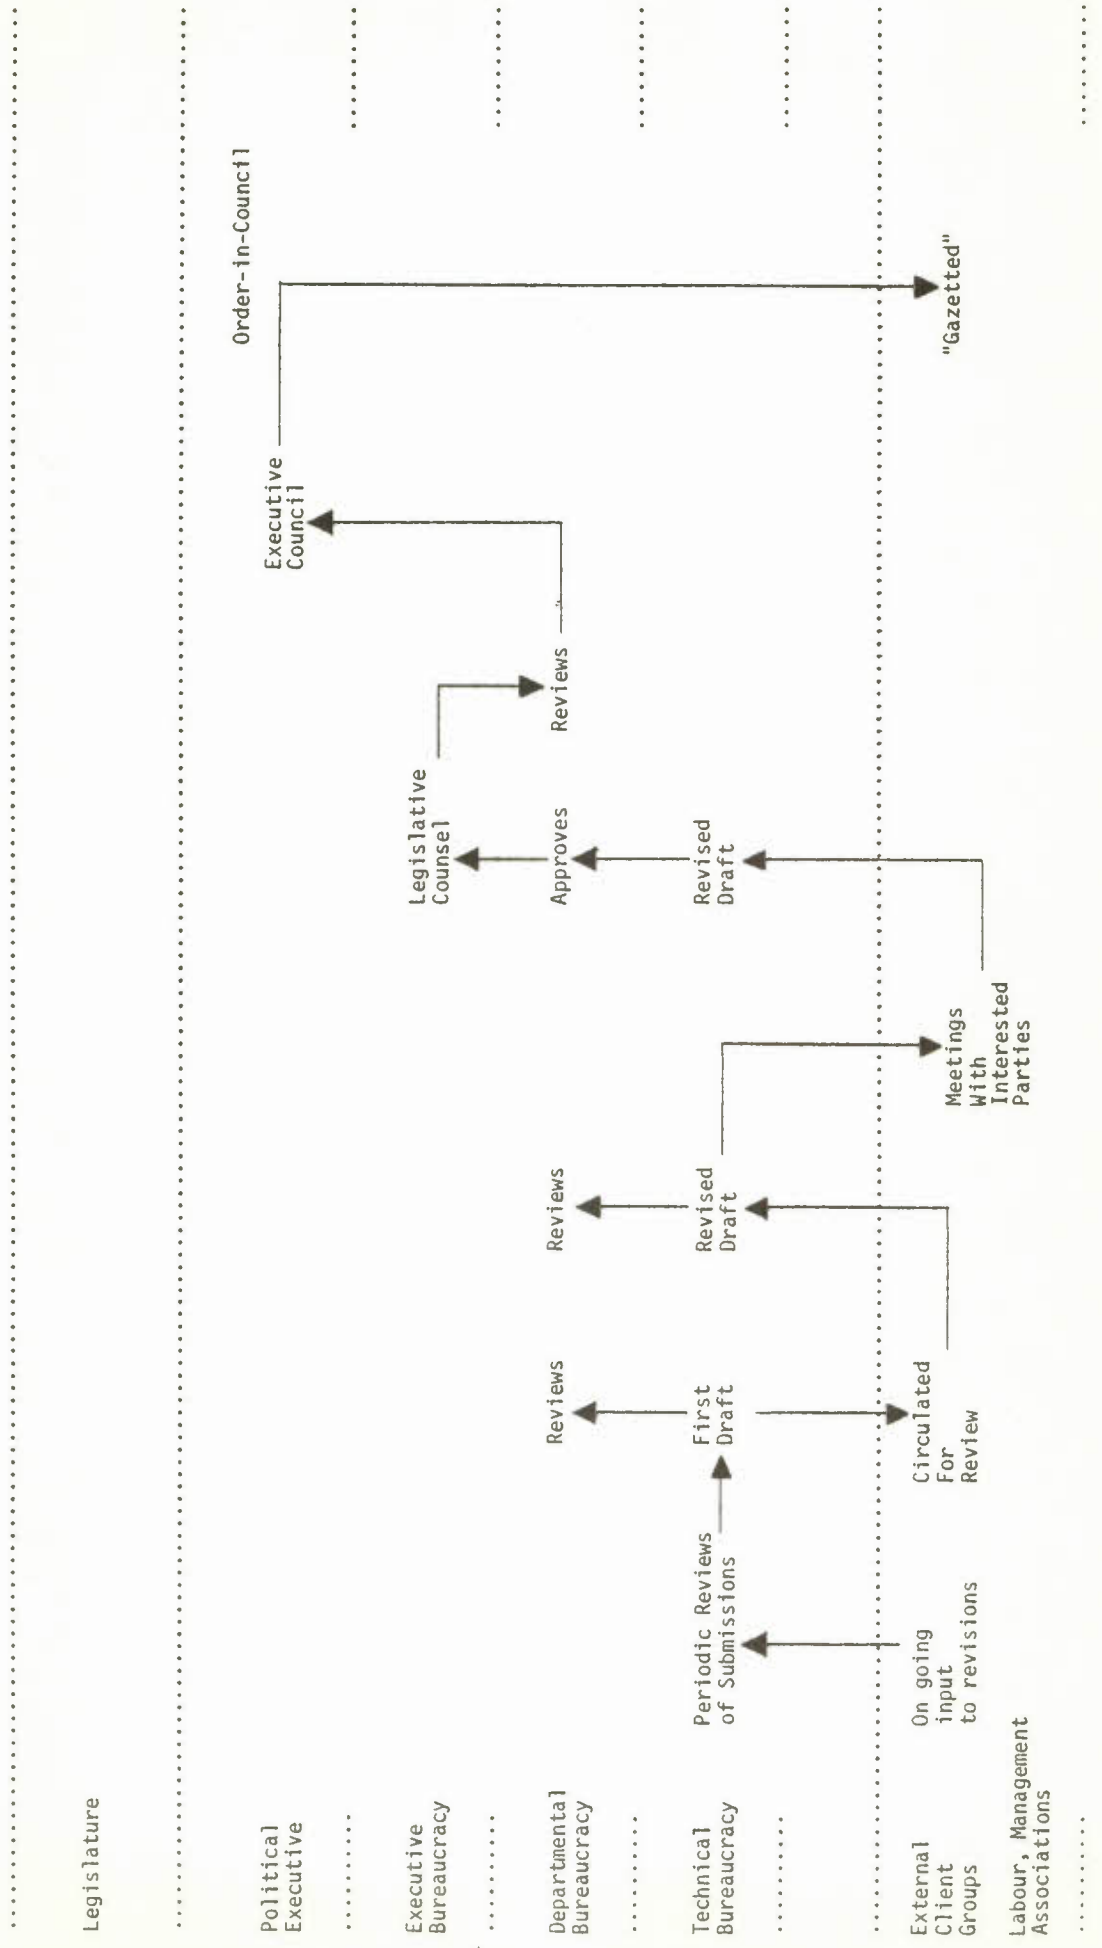 Legislature
Political
Executive
Order-in-Council
Executive
Council
Executive
Bureaucracy
Legislative
Counsel
Departmental
Bureaucracy
Reviews
Reviews
Approves
Reviews
Technical
Bureaucracy
Periodic Reviews
of Submissions
First
Draft
Revised
Draft
Revised
Draft
External
Client
Groups
On going
input
to revisions
Circulated
For
Review
Meetings
With
Interested
Parties
"Gazetted"
Labour, Management
Associations